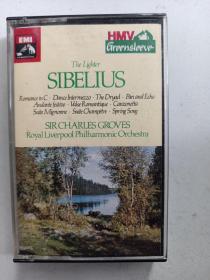 EMI
HMV
Greensleeve
The Lighter
SIBELIUS
Romance in C · Dance Intermezzo · The Dryad · Pan and Echo
Andante festivo · Valse Romantique · Canzonetta
Suite Mignonne · Suite Champêtre · Spring Song
SIR CHARLES GROVES
Royal Liverpool Philharmonic Orchestra